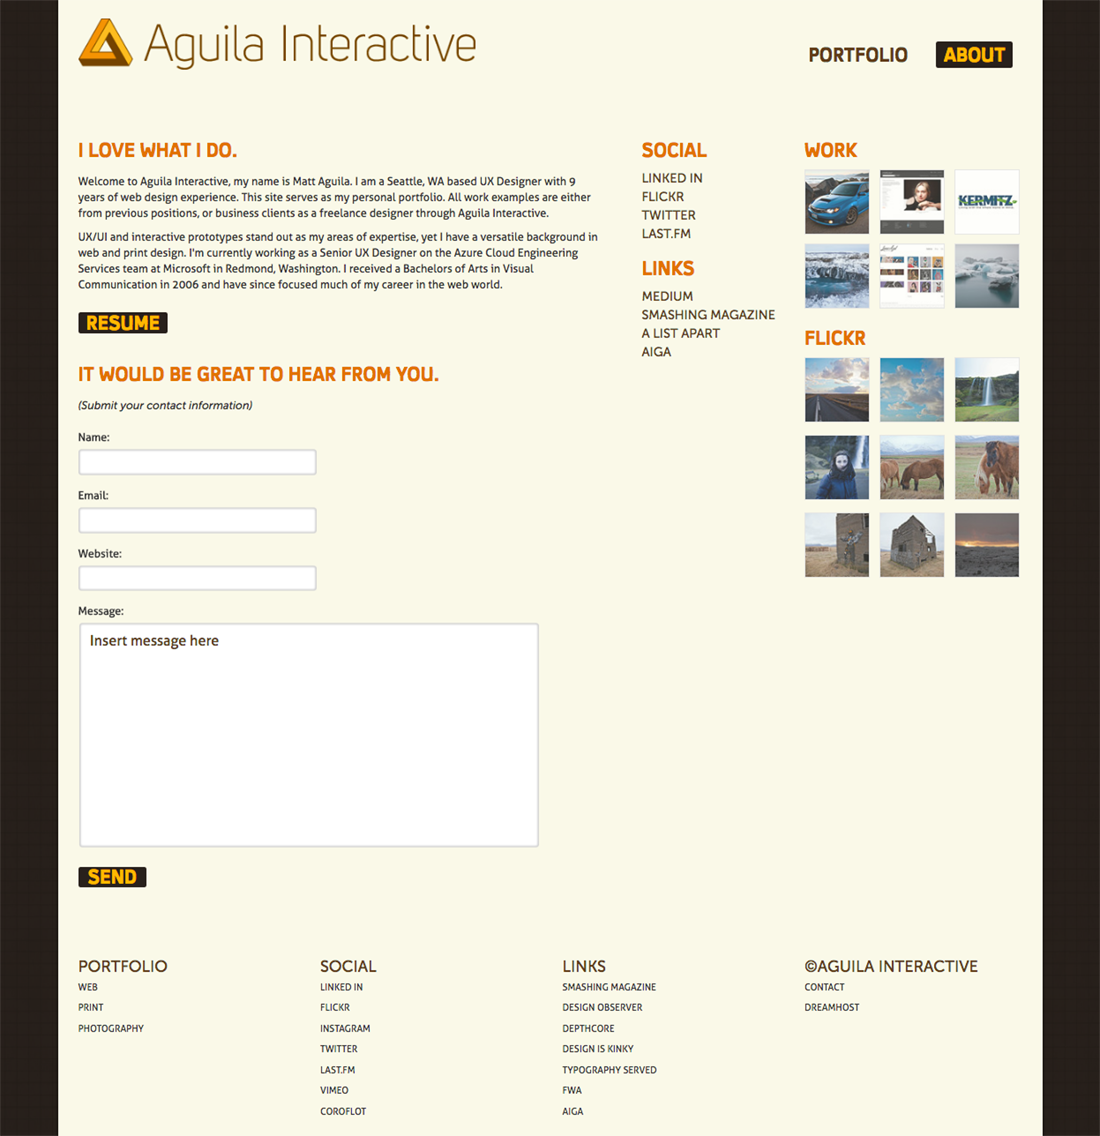 Aguila Interactive
PORTFOLIO
ABOUT
I LOVE WHAT I DO.
Welcome to Aguila Interactive, my name is Matt Aguila. I am a Seattle, WA based UX Designer with 9
years of web design experience. This site serves as my personal portfolio. All work examples are either
from previous positions, or business clients as a freelance designer through Aguila Interactive.
UX/UI and interactive prototypes stand out as my areas of expertise, yet I have a versatile background in
web and print design. I'm currently working as a Senior UX Designer on the Azure Cloud Engineering
Services team at Microsoft in Redmond, Washington. I received a Bachelors of Arts in Visual
Communication in 2006 and have since focused much of my career in the web world.
RESUME
IT WOULD BE GREAT TO HEAR FROM YOU.
(Submit your contact information)
Name:
Email:
Website:
Message:
Insert message here
SEND
SOCIAL
LINKED IN
FLICKR
TWITTER
LAST.FM
LINKS
MEDIUM
SMASHING MAGAZINE
A LIST APART
AIGA
WORK
KERMITZ
FLICKR
PORTFOLIO
WEB
PRINT
PHOTOGRAPHY
SOCIAL
LINKED IN
FLICKR
INSTAGRAM
TWITTER
LAST.FM
VIMEO
COROFLOT
LINKS
SMASHING MAGAZINE
DESIGN OBSERVER
DEPTHCORE
DESIGN IS KINKY
TYPOGRAPHY SERVED
FWA
AIGA
©AGUILA INTERACTIVE
CONTACT
DREAMHOST